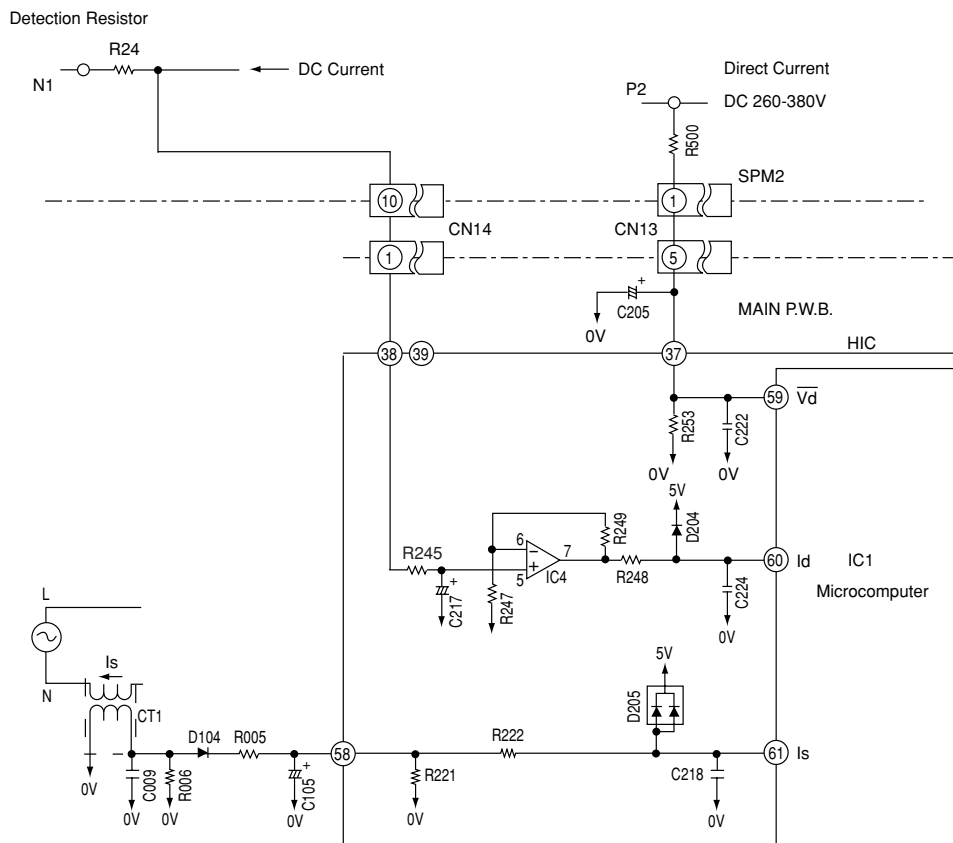 Detection Resistor
R24
N1
DC Current
Direct Current
P2
DC 260-380V
R500
SPM2
10
1
CN14
CN13
1
5
+
C205
0V
MAIN P.W.B.
38
39
37
HIC
59
Vd
R253
C222
0V
0V
5V
D204
R249
6
−
7
R245
+
5
IC4
R248
60
Id
IC1
Microcomputer
+
C217
R247
C224
0V
L
N
Is
CT1
5V
D205
D104
R005
58
R222
61
Is
0V
C009
R006
+
C105
R221
C218
0V
0V
0V
0V
0V